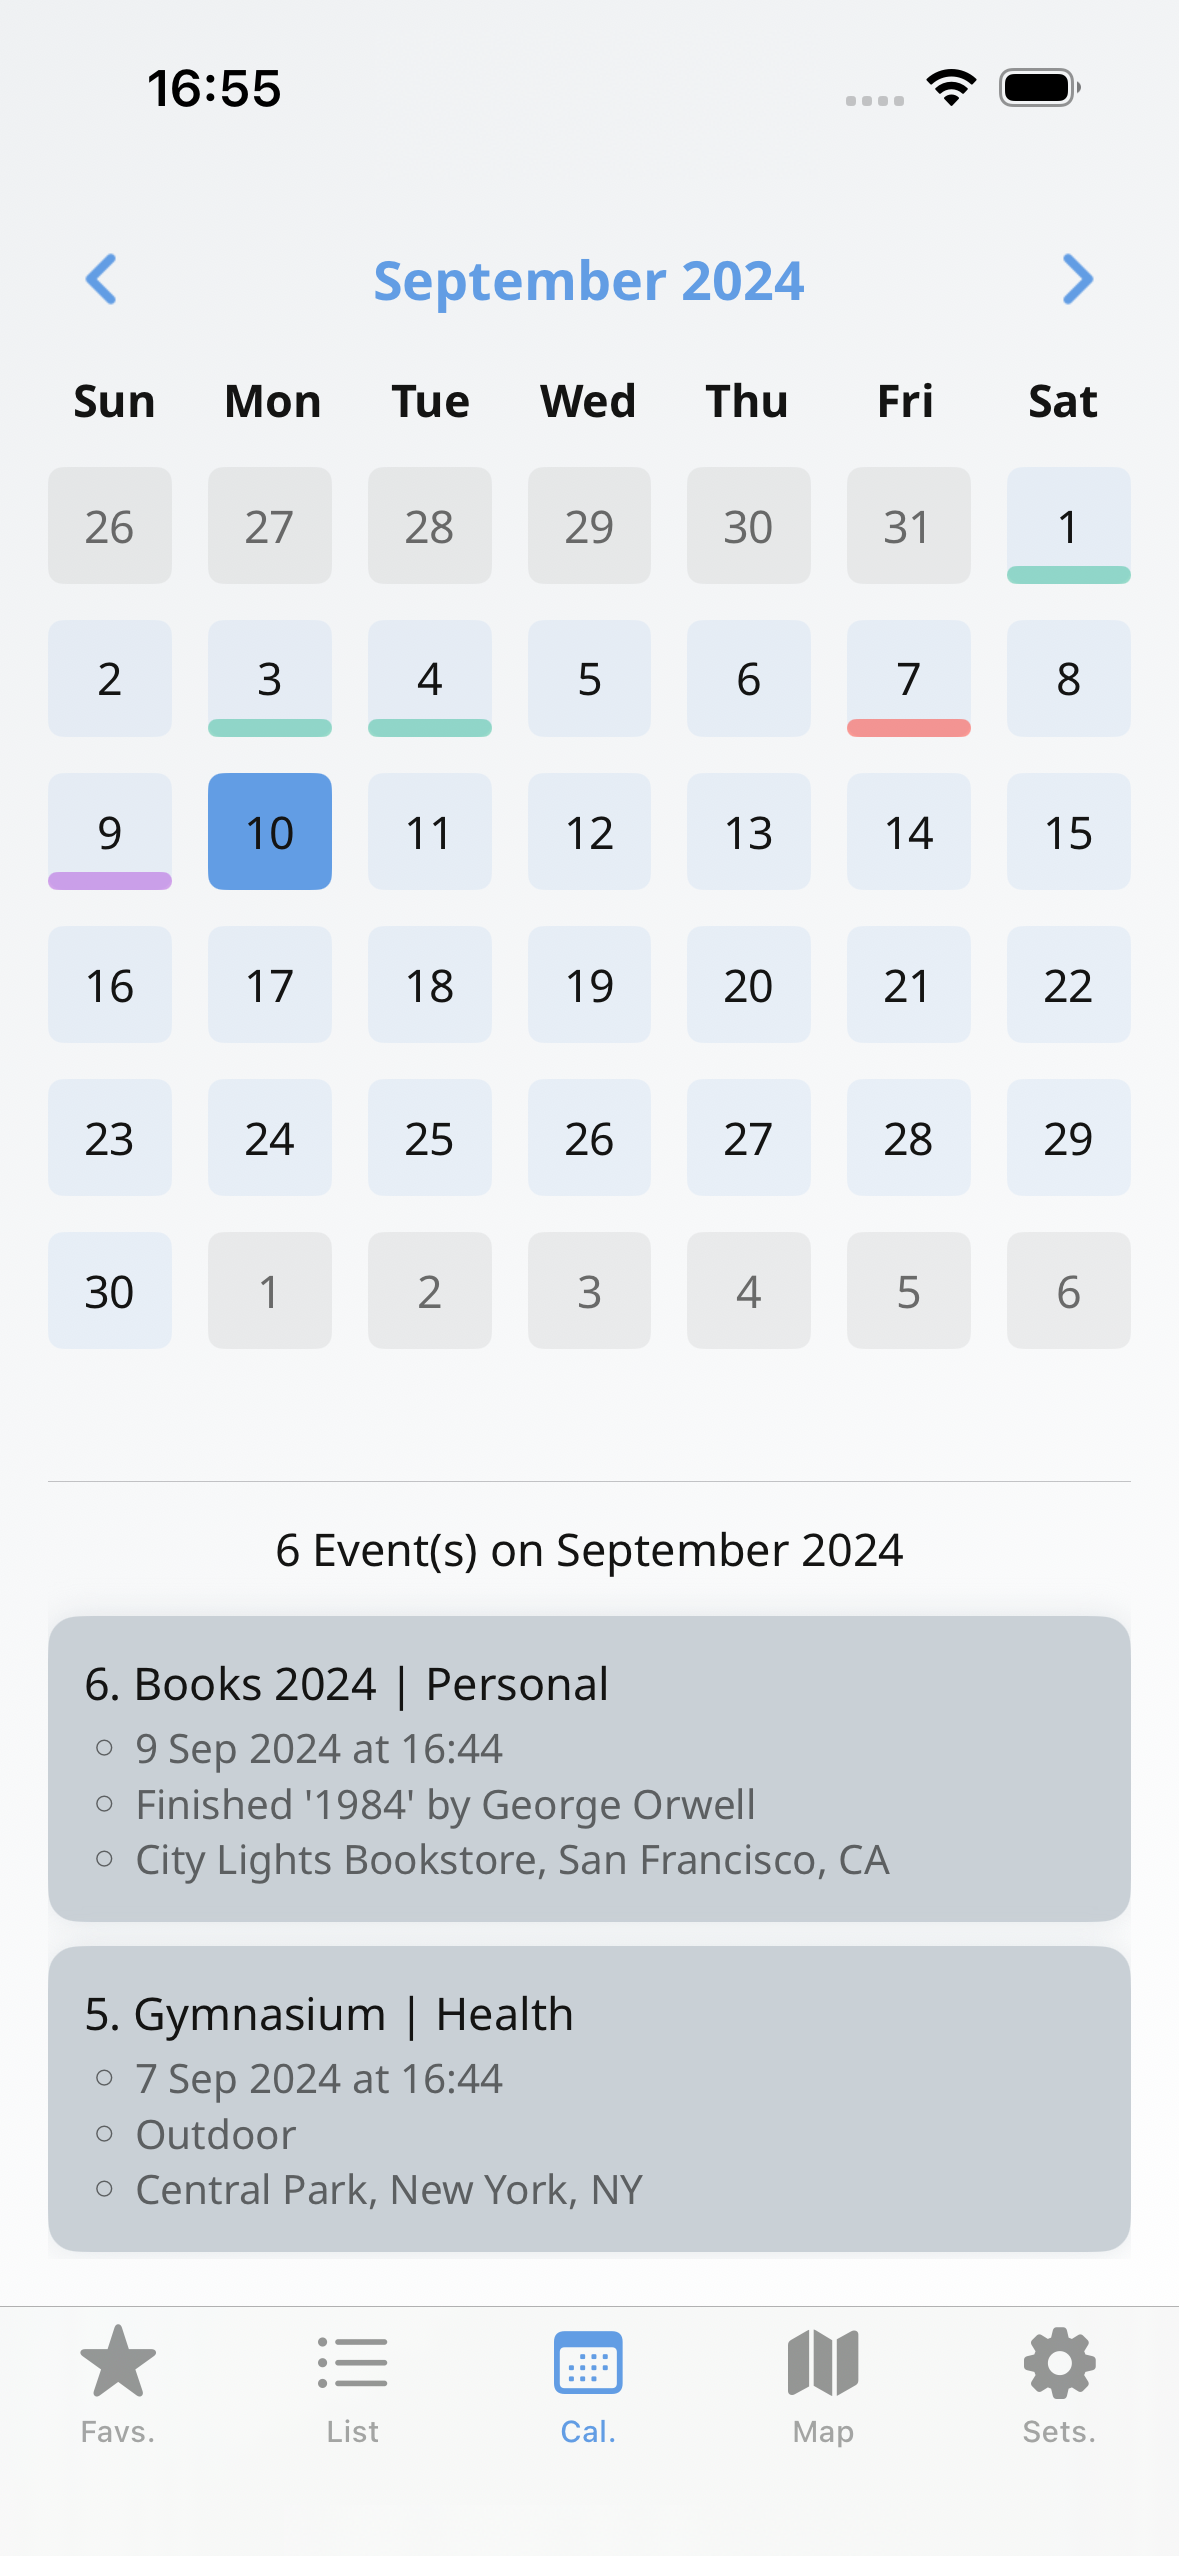 16:55
September 2024
Sun Mon Tue Wed Thu Fri Sat
26 27 28 29 30 31 1
2 3 4 5 6 7 8
9 10 11 12 13 14 15
16 17 18 19 20 21 22
23 24 25 26 27 28 29
30 1 2 3 4 5 6
6 Event(s) on September 2024
6. Books 2024 | Personal
9 Sep 2024 at 16:44
Finished '1984' by George Orwell
City Lights Bookstore, San Francisco, CA
5. Gymnasium | Health
7 Sep 2024 at 16:44
Outdoor
Central Park, New York, NY
Favs. List Cal. Map Sets.